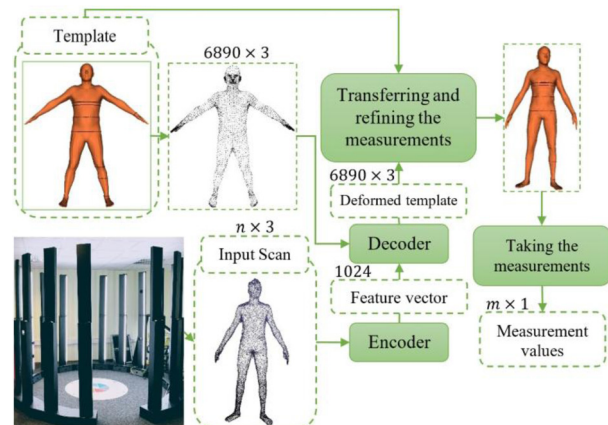 Template
6890 × 3
Transferring and
refining the
measurements
6890 × 3
Deformed template
n × 3
Input Scan
Decoder
1024
Feature vector
Encoder
Taking the
measurements
m × 1
Measurement
values